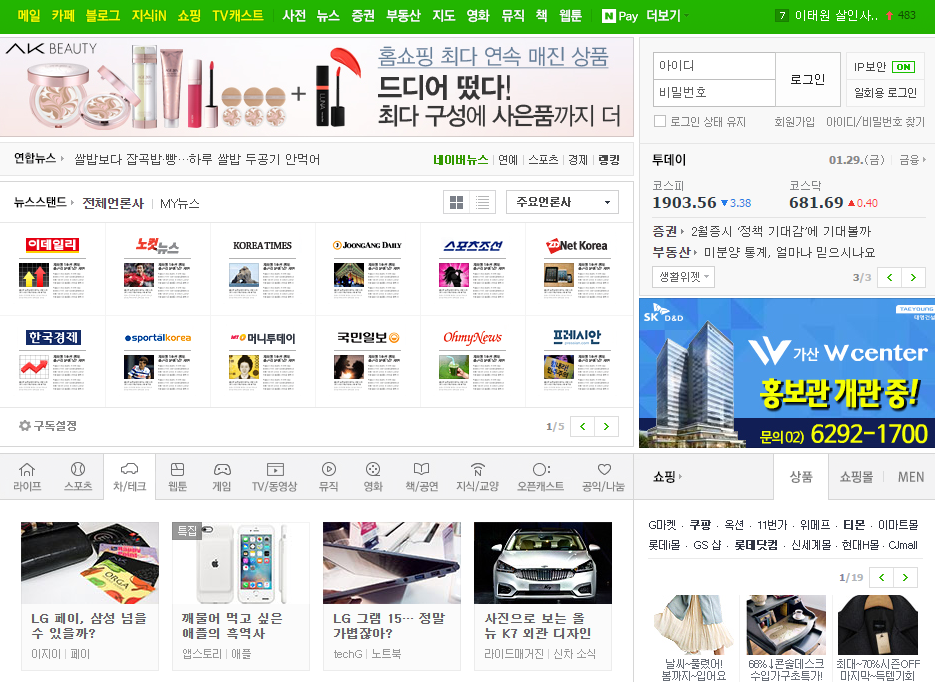 메일 카페 블로그 지식iN 쇼핑 TV캐스트 사전 뉴스 증권 부동산 지도 영화 뮤직 책 웹툰 N Pay 더보기
7 이태원 살인사.. 483
AK BEAUTY
홈쇼핑 최다 연속 매진 상품
드디어 떴다!
최다 구성에 사은품까지 더
아이디
비밀번호
로그인
IP보안 ON
일회용 로그인
로그인 상태 유지
회원가입 아이디/비밀번호 찾기
연합뉴스 쌀밥보다 잡곡밥·빵…하루 쌀밥 두공기 안먹어
네이버뉴스 연예 스포츠 경제 랭킹
뉴스스탠드 전체언론사 MY뉴스
주요언론사
이데일리 노컷뉴스 KOREA TIMES JOONGANG DAILY 스포츠조선 ZDNet Korea
한국경제 sportalkorea MT 머니투데이 국민일보 OhmyNews 프레시안
구독설정
1/5
투데이
01.29.(금) 금융
코스피
1903.56 ▼3.38
코스닥
681.69 ▲0.40
증권 2월증시 '정책 기대감'에 기대볼까
부동산 미분양 통계, 얼마나 믿으시나요
생활위젯
3/3
SK D&D
TAEYOUNG
가산 W center
홍보관 개관 중!
문의 02) 6292-1700
라이프 스포츠 차/테크 웹툰 게임 TV/동영상 뮤직 영화 책/공연 지식/교양 오픈캐스트 공익/나눔
LG 페이, 삼성 넘을
수 있을까?
이지이 페이
특집
깨물어 먹고 싶은
애플의 흑역사
앱스토리 애플
LG 그램 15… 정말
가볍잖아?
techG 노트북
사진으로 보는 올
뉴 K7 외관 디자인
라이드매거진 신차 소식
쇼핑
상품 쇼핑몰 MEN
G마켓 · 쿠팡 · 옥션 · 11번가 · 위메프 · 티몬 · 이마트몰
롯데i몰 · GS 샵 · 롯데닷컴 · 신세계몰 · 현대H몰 · CJmall
1/19
날씨~풀렸어!
봄까지~입어요
66%↓콘솔데스크
수입가구초특가!
최대~70%시즌OFF
마지막~득템기회